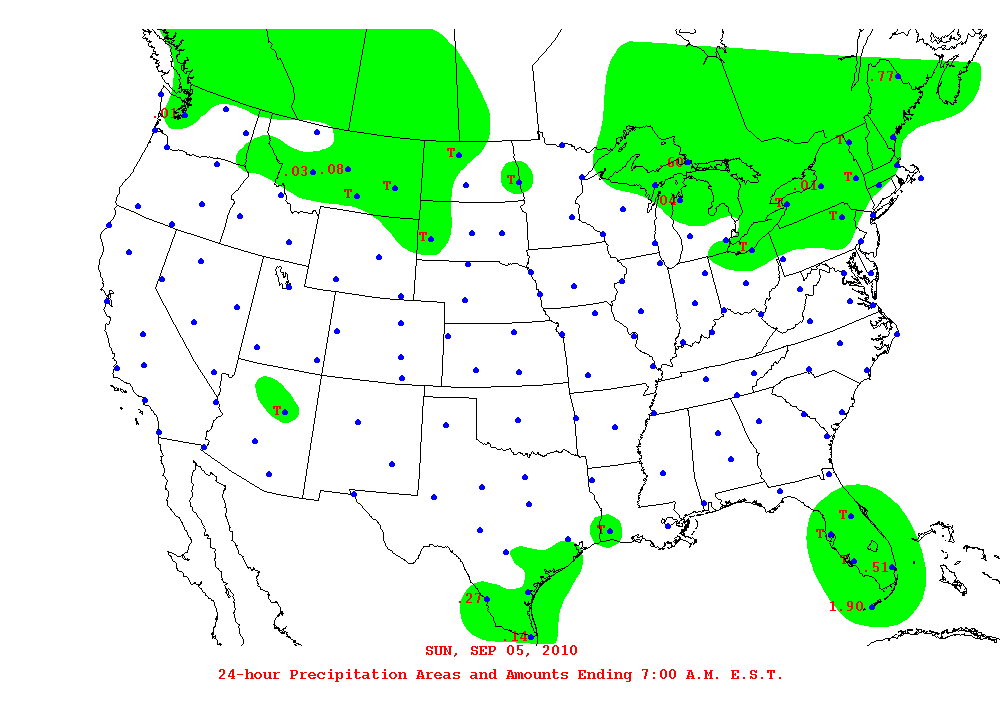 .77
.01
T
T
.60
.03 .08
T
T
T
T
.01
.04
T
T
T
T
T
T
T
T
.51
.27
1.90
.14
SUN, SEP 05, 2010
24-hour Precipitation Areas and Amounts Ending 7:00 A.M. E.S.T.